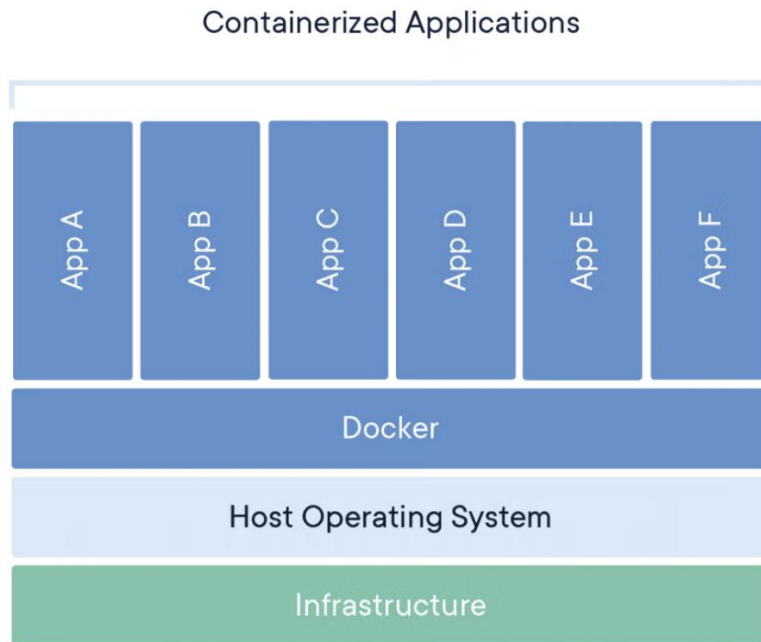 Containerized Applications
App A
App B
App C
App D
App E
App F
Docker
Host Operating System
Infrastructure